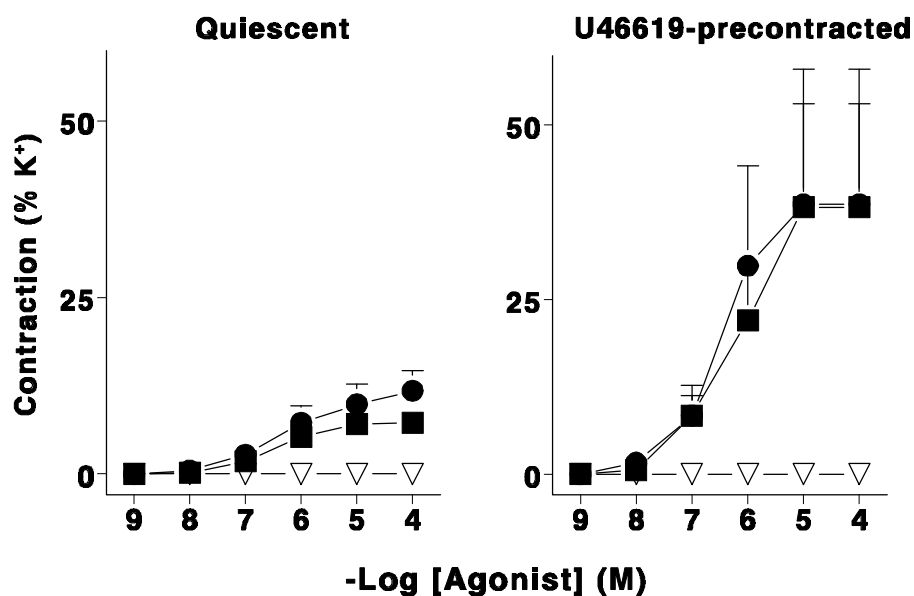 Quiescent
U46619-precontracted
Contraction (% K⁺)
50
25
0
9 8 7 6 5 4
50
25
0
9 8 7 6 5 4
-Log [Agonist] (M)